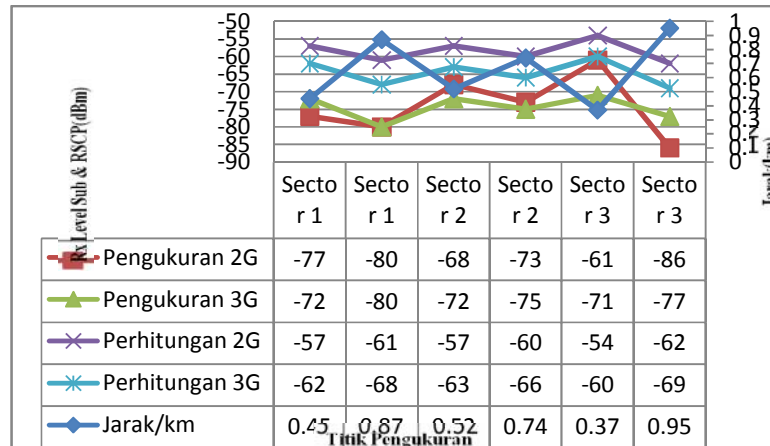 -50
-55
-60
-65
-70
-75
-80
-85
-90
1
0.9
0.8
0.7
0.6
0.5
0.4
0.3
0.2
0.1
0
Rx Level Sub & RSCP(dBm)
Jarak(km)
Secto r 1 Secto r 1 Secto r 2 Secto r 2 Secto r 3 Secto r 3
Pengukuran 2G -77 -80 -68 -73 -61 -86
Pengukuran 3G -72 -80 -72 -75 -71 -77
Perhitungan 2G -57 -61 -57 -60 -54 -62
Perhitungan 3G -62 -68 -63 -66 -60 -69
Jarak/km 0.45 0.87 0.52 0.74 0.37 0.95
Titik Pengukuran